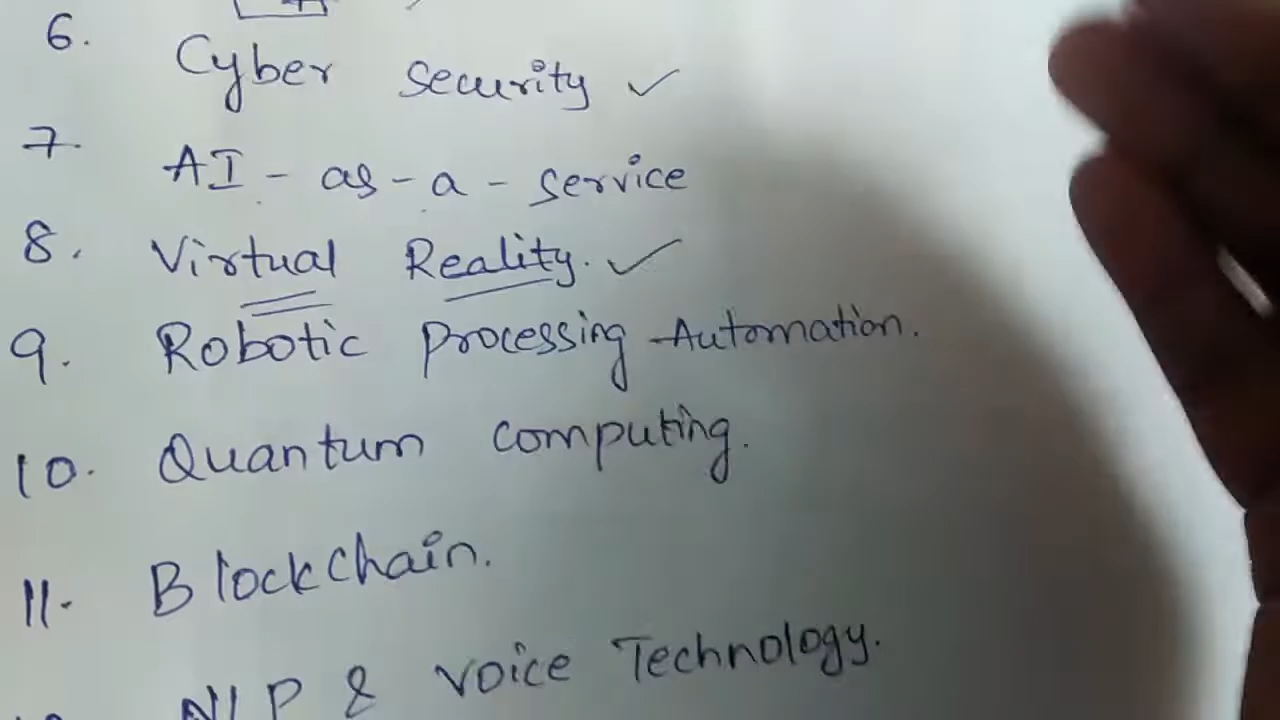 6. Cyber security ✓
7. AI - as - a - service
8. Virtual Reality. ✓
9. Robotic Processing Automation.
10. Quantum computing.
11. Blockchain.
NLP & Voice Technology.